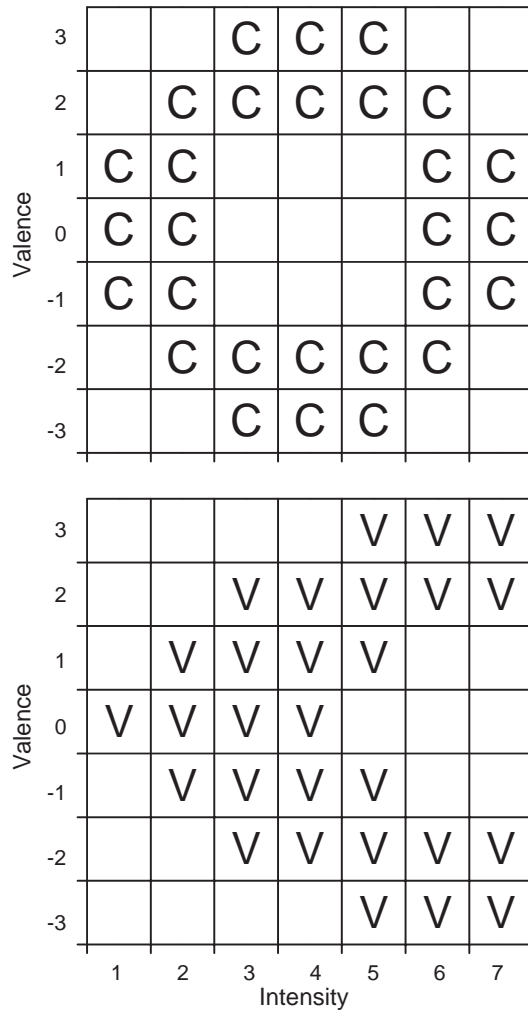 3 C C C
2 C C C C C
1 C C C C
Valence
0 C C C C
-1 C C C C
-2 C C C C C
-3 C C C
3 V V V
2 V V V V V
1 V V V V
Valence
0 V V V V
-1 V V V V
-2 V V V V V
-3 V V V
1 2 3 4 5 6 7
Intensity